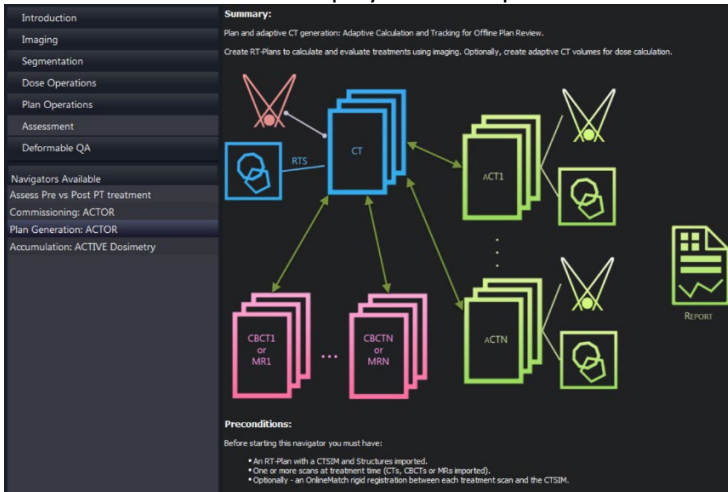 Introduction
Imaging
Segmentation
Dose Operations
Plan Operations
Assessment
Deformable QA
Navigators Available
Assess Pre vs Post PT treatment
Commissioning: ACTOR
Plan Generation: ACTOR
Accumulation: ACTIVE Dosimetry
Summary:
Plan and adaptive CT generation: Adaptive Calculation and Tracking for Offline Plan Review.
Create RT-Plans to calculate and evaluate treatments using imaging. Optionally, create adaptive CT volumes for dose calculation.
RTS
CT
ACT1
CBCT1
or
MR1
...
CBCTN
or
MRN
ACTN
REPORT
Preconditions:
Before starting this navigator you must have:
• An RT-Plan with a CTSIM and Structures imported.
• One or more scans at treatment time (CTs, CBCTs or MRs imported).
• Optionally - an OnlineMatch rigid registration between each treatment scan and the CTSIM.